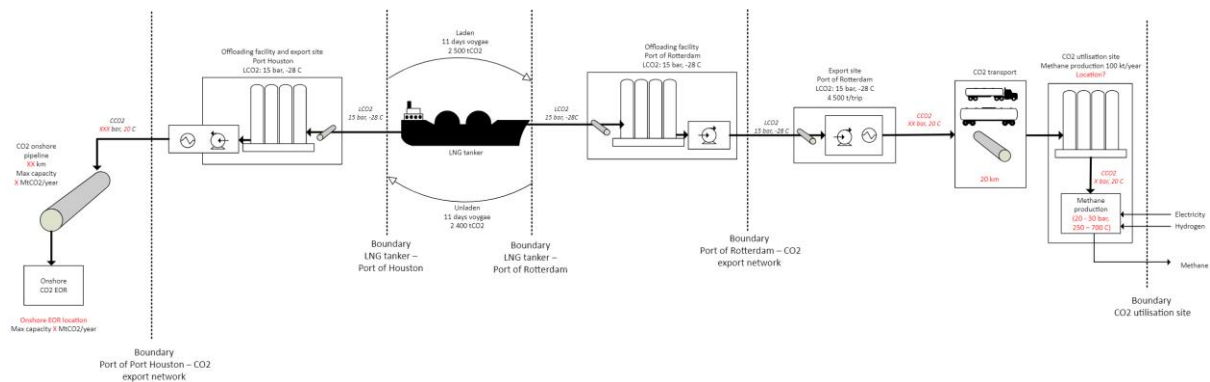 CO2 onshore
pipeline
XX km
Max capacity
X MtCO2/year
Onshore
CO2 EOR
Onshore EOR location
Max capacity X MtCO2/year
CCO2
XXX bar, 20 C
Boundary
Port of Port Houston – CO2
export network
Offloading facility and export site
Port Houston
LCO2: 15 bar, -28 C
LCO2
15 bar, -28 C
Boundary
LNG tanker –
Port of Houston
Laden
11 days voygae
2 500 tCO2
LNG tanker
Unladen
11 days voygae
2 400 tCO2
Boundary
LNG tanker –
Port of Rotterdam
LCO2
15 bar, -28C
Offloading facility
Port of Rotterdam
LCO2: 15 bar, -28 C
LCO2
15 bar, -28 C
Boundary
Port of Rotterdam – CO2
export network
Export site
Port of Rotterdam
LCO2: 15 bar, -28 C
4 500 t/trip
CCO2
XX bar, 20 C
CO2 transport
20 km
CO2 utilisation site
Methane production 100 kt/year
Location?
CCO2
X bar, 20 C
Methane
production
(20 - 30 bar,
250 – 700 C)
Electricity
Hydrogen
Methane
Boundary
CO2 utilisation site